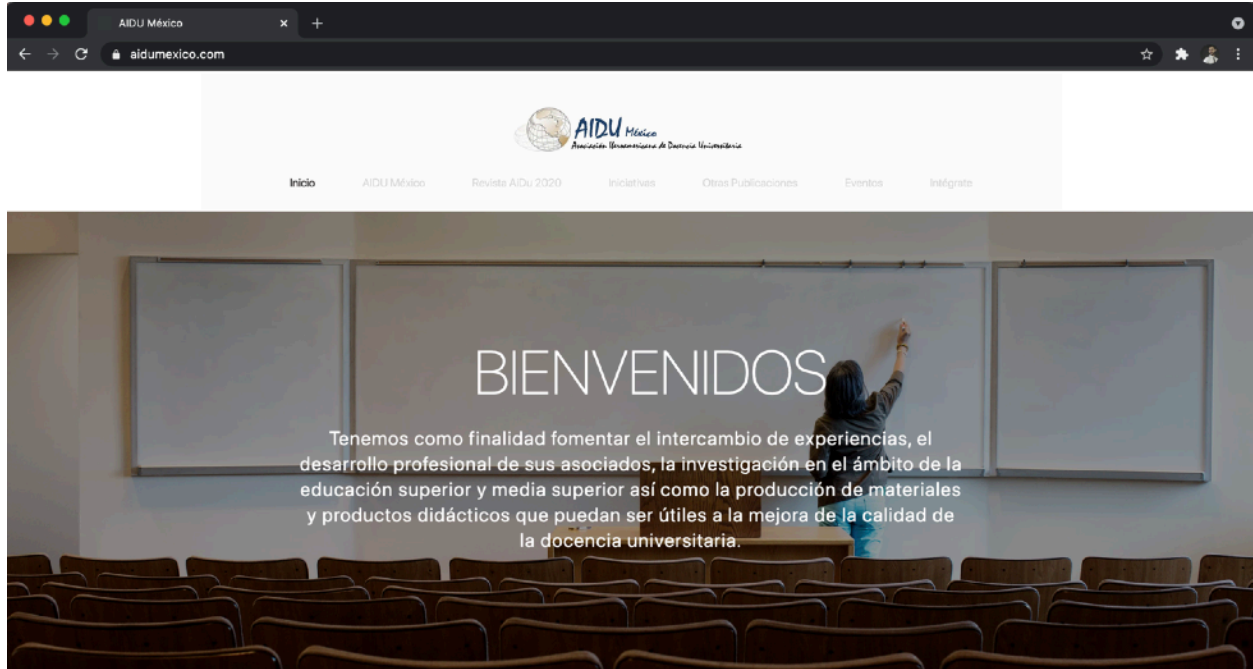 AIDU México
aidumexico.com
AIDU México
Asociación Iberoamericana de Docencia Universitaria
Inicio AIDU México Revista AIDu 2020 Iniciativas Otras Publicaciones Eventos Intégrate
BIENVENIDOS
Tenemos como finalidad fomentar el intercambio de experiencias, el
desarrollo profesional de sus asociados, la investigación en el ámbito de la
educación superior y media superior así como la producción de materiales
y productos didácticos que puedan ser útiles a la mejora de la calidad de
la docencia universitaria.